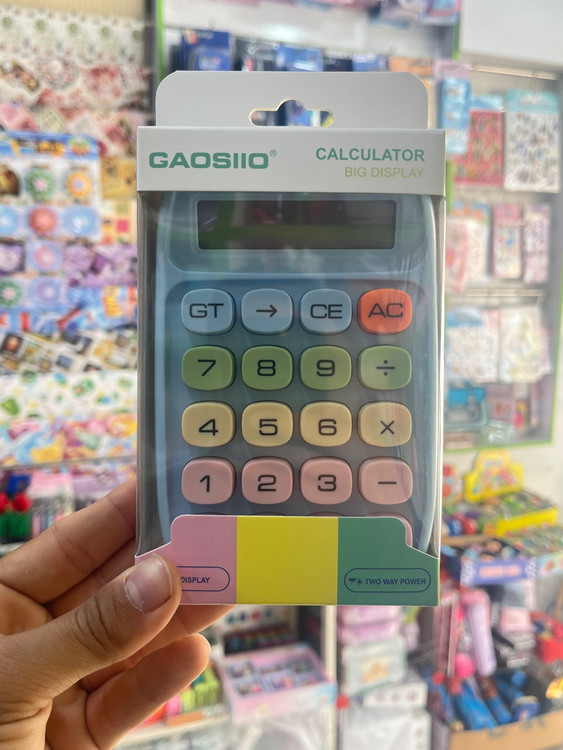 GAOSIIO®
CALCULATOR
BIG DISPLAY
GT → CE AC
7 8 9 ÷
4 5 6 ×
1 2 3 −
DISPLAY
TWO WAY POWER